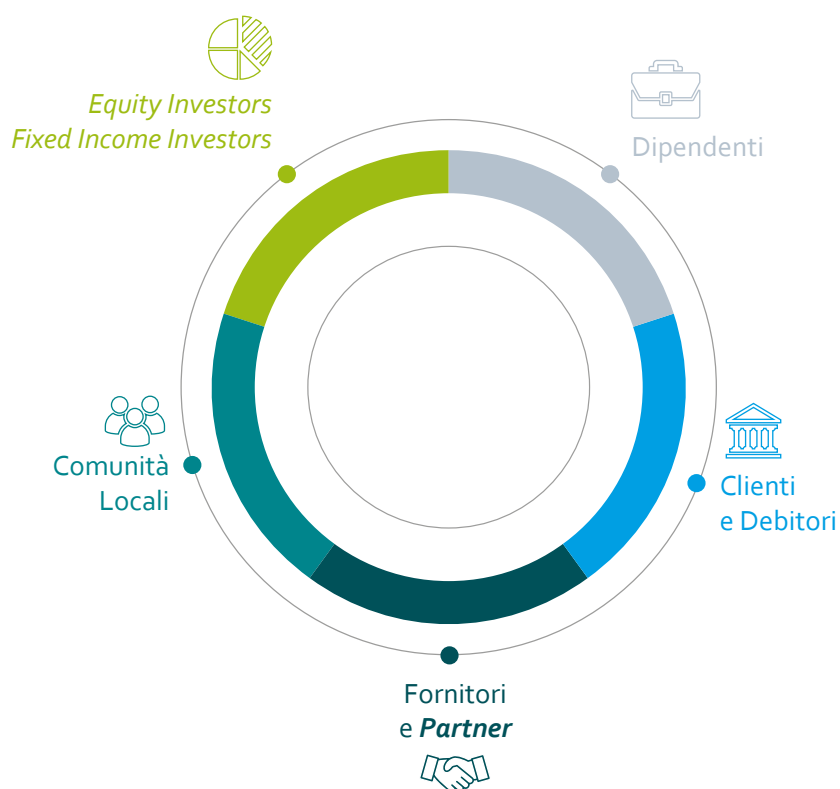 Equity Investors
Fixed Income Investors
Dipendenti
Comunità
Locali
Clienti
e Debitori
Fornitori
e Partner